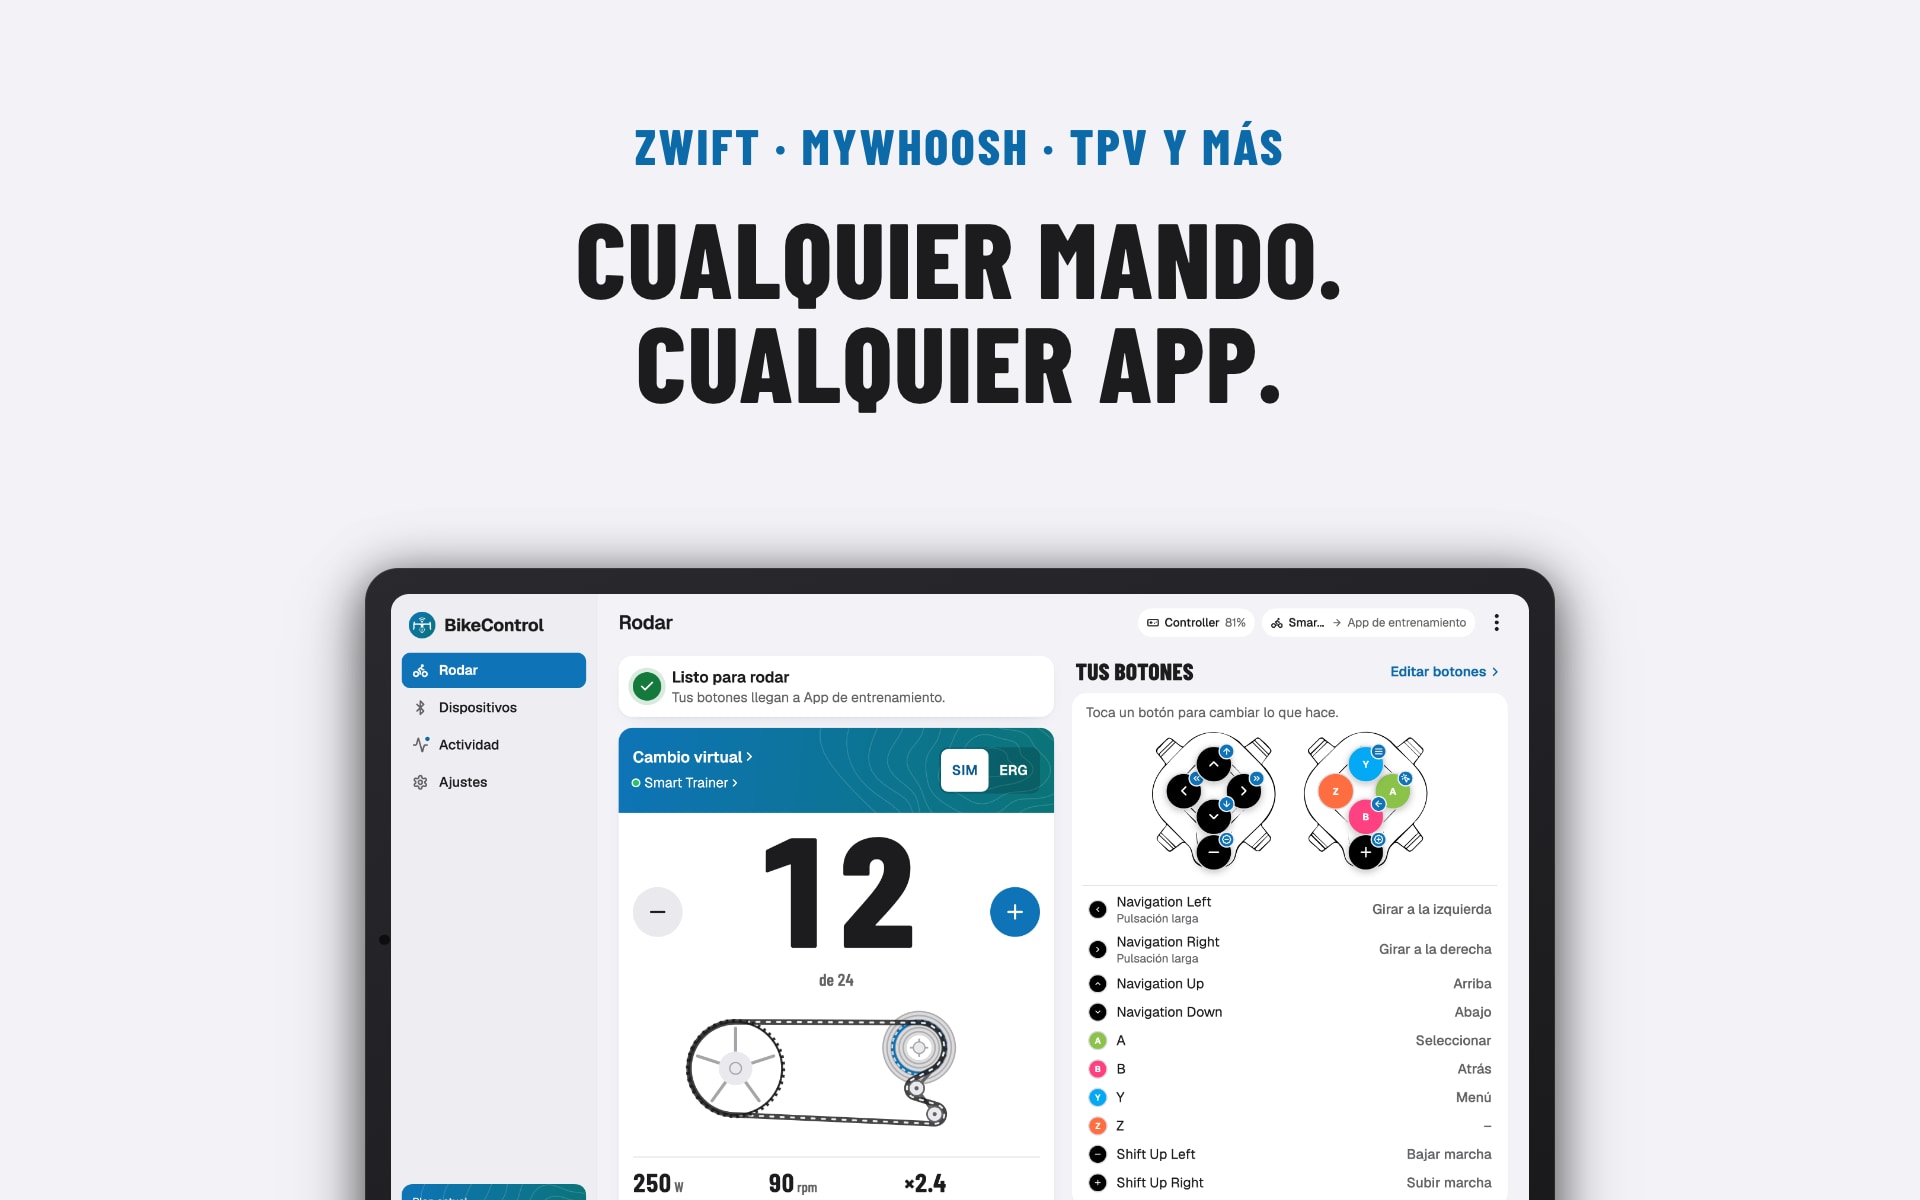 ZWIFT · MYWHOOSH · TPV Y MÁS
CUALQUIER MANDO.
CUALQUIER APP.
BikeControl
Rodar
Dispositivos
Actividad
Ajustes
Rodar
Controller 81%
Smar... → App de entrenamiento
Listo para rodar
Tus botones llegan a App de entrenamiento.
Cambio virtual
Smart Trainer
SIM
ERG
12
de 24
250 W
90 rpm
×2.4
TUS BOTONES
Editar botones
Toca un botón para cambiar lo que hace.
Y
Z
A
B
Navigation Left
Pulsación larga
Girar a la izquierda
Navigation Right
Pulsación larga
Girar a la derecha
Navigation Up
Arriba
Navigation Down
Abajo
A A
Seleccionar
B B
Atrás
Y Y
Menú
Z Z
–
Shift Up Left
Bajar marcha
Shift Up Right
Subir marcha